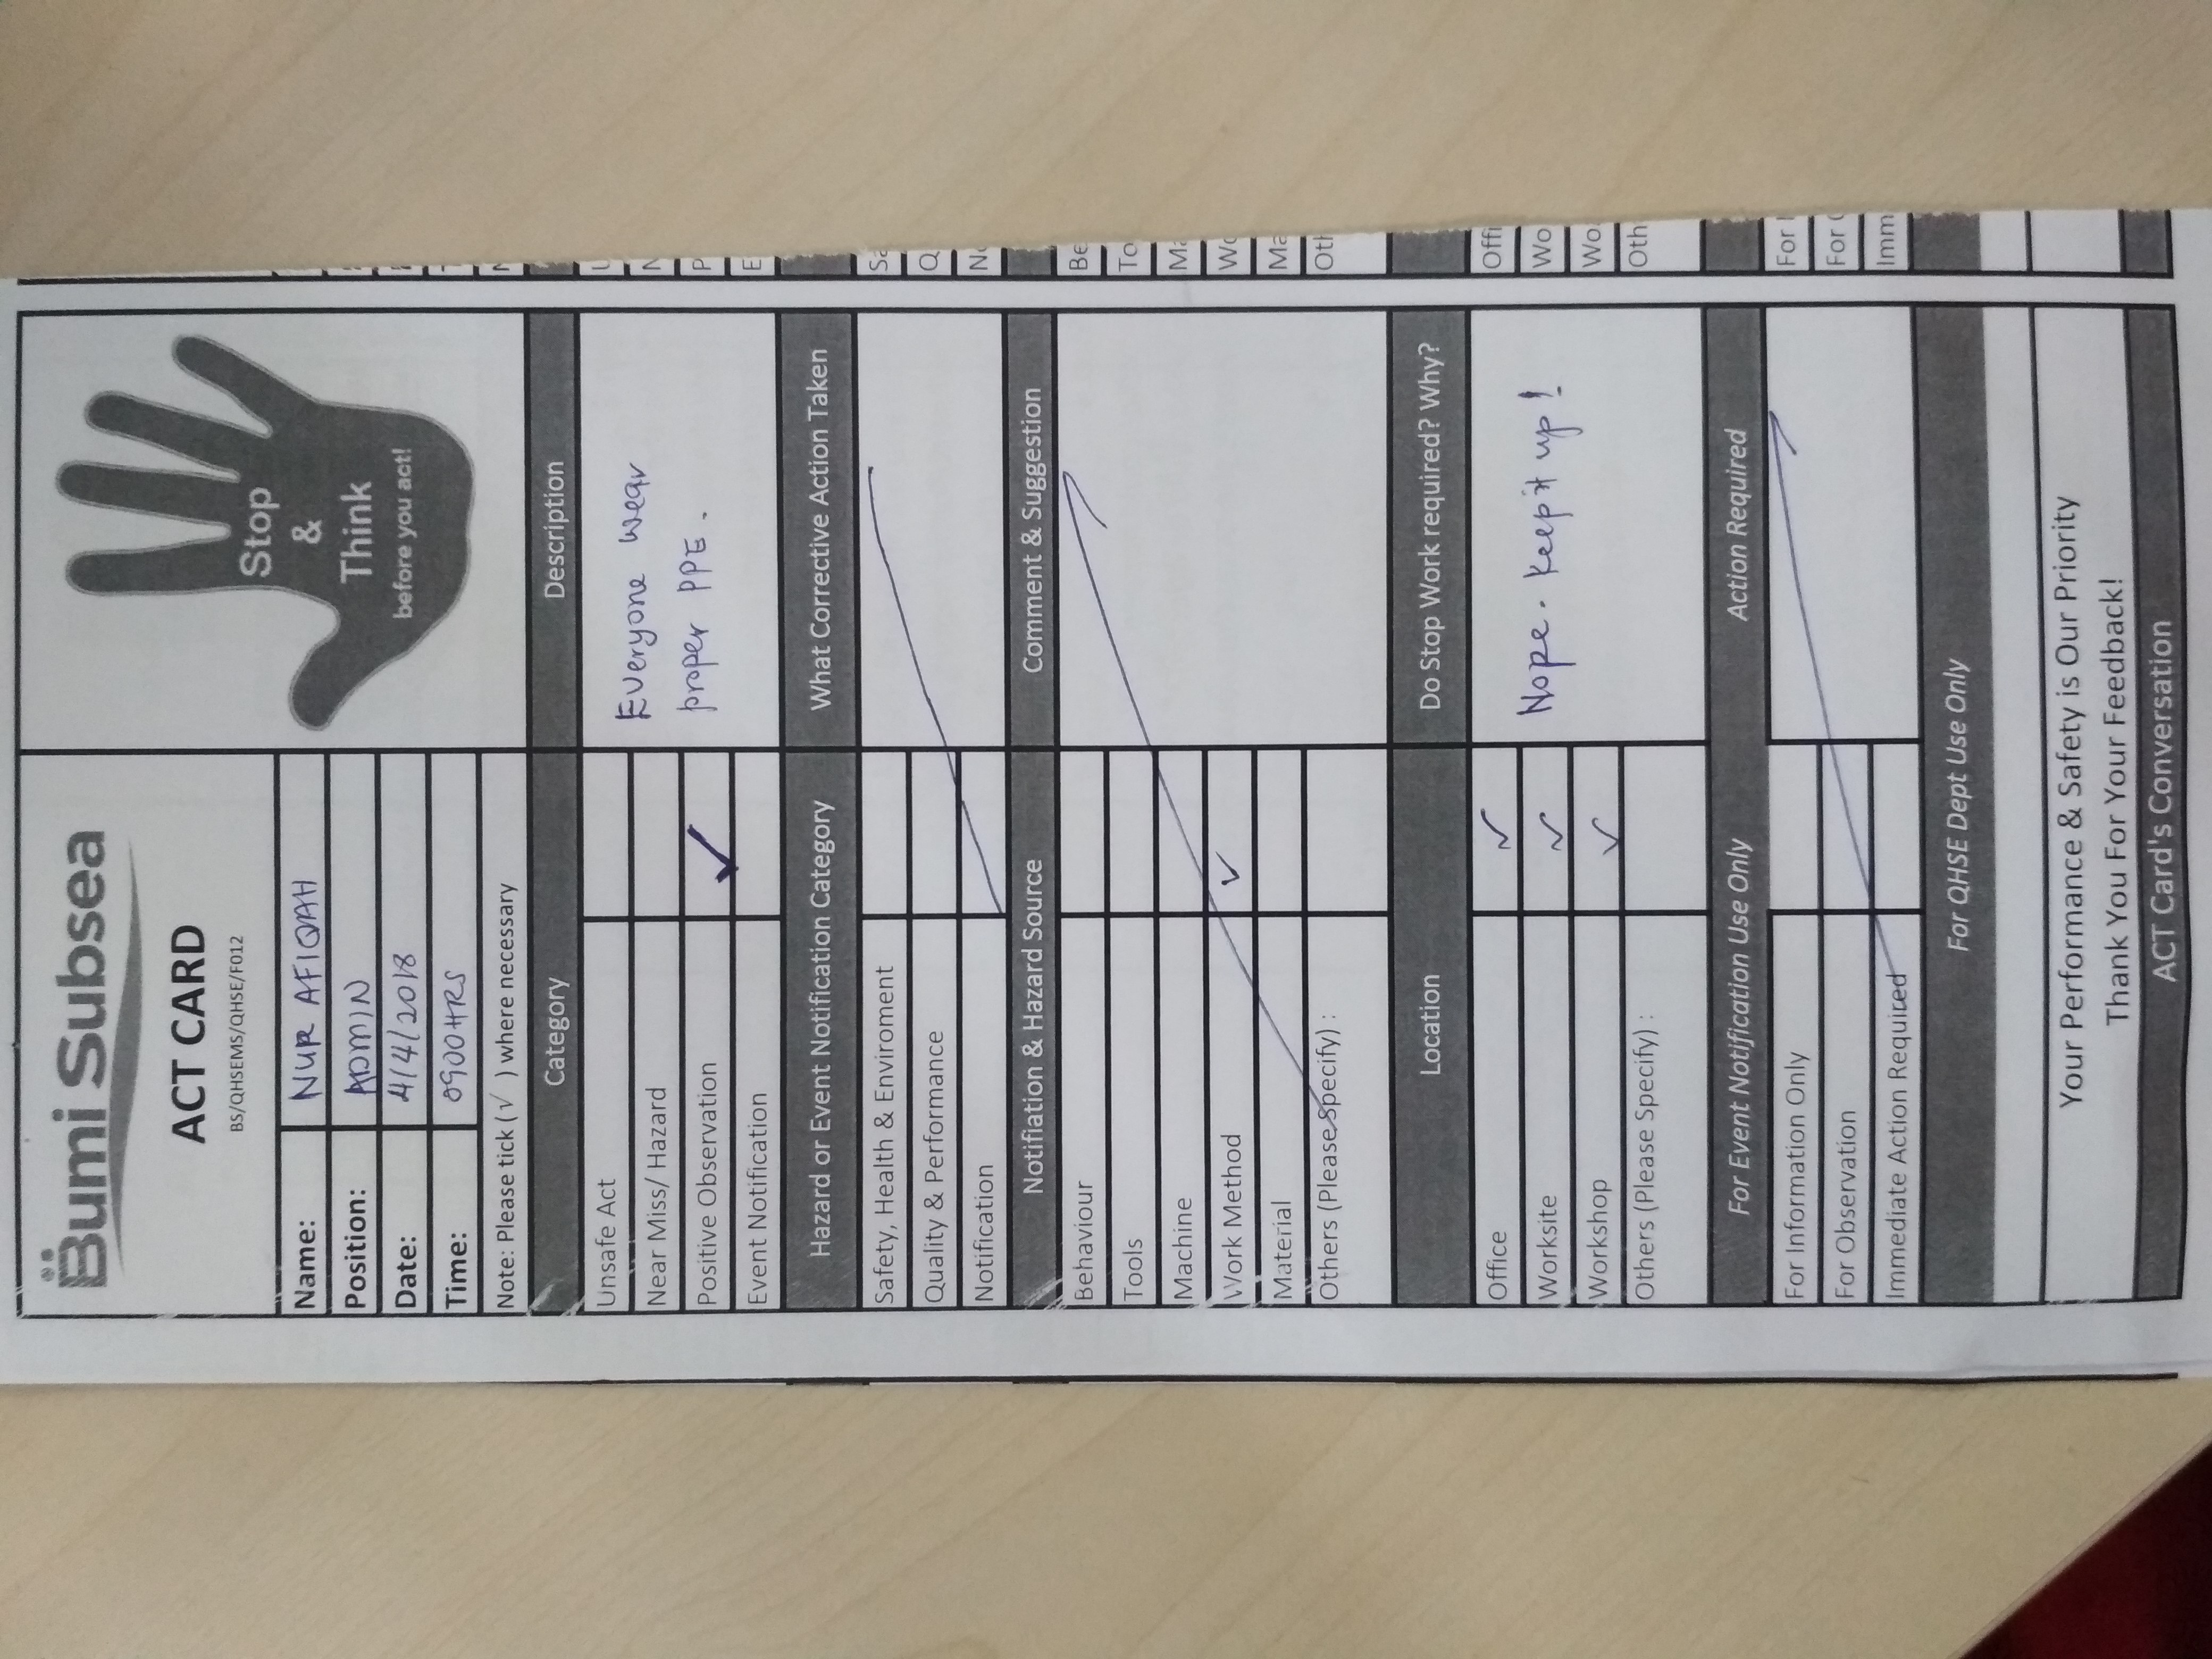 Bumi Subsea
ACT CARD
BS/QHSEMS/QHSE/F012
Stop
&
Think
before you act!
Name: NUR AFIQAH
Position: ADMIN
Date: 4/4/2018
Time: 0900HRS
Note: Please tick (√ ) where necessary
Category Description
Unsafe Act
Near Miss/ Hazard
Positive Observation ✓
Event Notification
Everyone wear
proper PPE.
Hazard or Event Notification Category What Corrective Action Taken
Safety, Health & Enviroment
Quality & Performance
Notification
Notifiation & Hazard Source Comment & Suggestion
Behaviour
Tools
Machine
Work Method ✓
Material
Others (Please Specify) :
Location Do Stop Work required? Why?
Office ✓
Worksite ✓
Workshop ✓
Others (Please Specify) :
Nope. Keep it up!
For Event Notification Use Only Action Required
For Information Only
For Observation
Immediate Action Required
For QHSE Dept Use Only
Your Performance & Safety is Our Priority
Thank You For Your Feedback!
ACT Card's Conversation